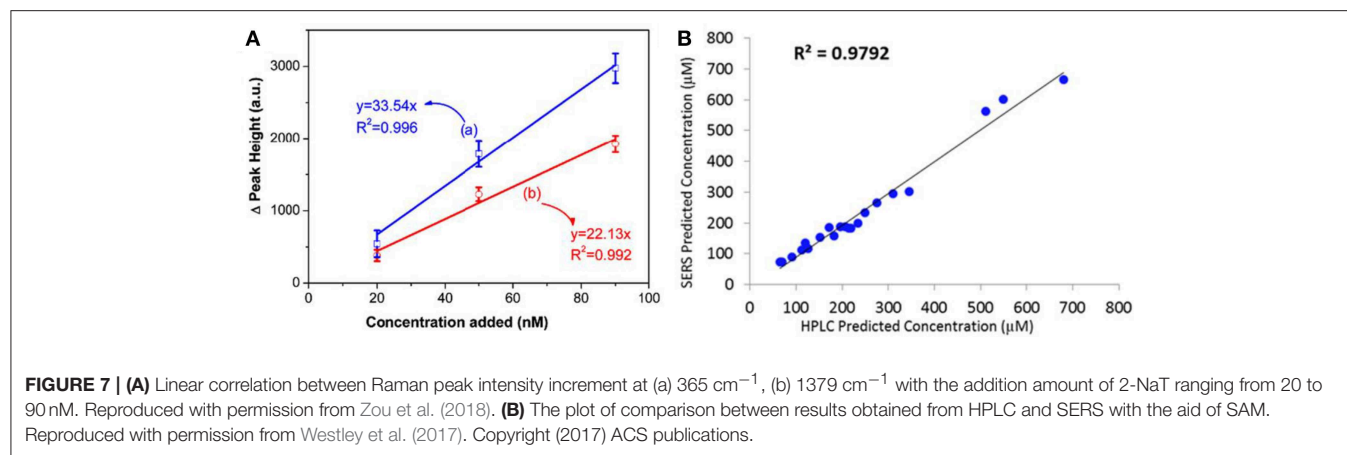 A
Δ Peak Height (a.u.)
3000
2000
1000
0
y=33.54x
R²=0.996
(a)
(b)
y=22.13x
R²=0.992
0 20 40 60 80 100
Concentration added (nM)
B
SERS Predicted Concentration (µM)
800
700
600
500
400
300
200
100
0
R² = 0.9792
0 100 200 300 400 500 600 700 800
HPLC Predicted Concentration (µM)
FIGURE 7 | (A) Linear correlation between Raman peak intensity increment at (a) 365 cm⁻¹, (b) 1379 cm⁻¹ with the addition amount of 2-NaT ranging from 20 to
90 nM. Reproduced with permission from Zou et al. (2018). (B) The plot of comparison between results obtained from HPLC and SERS with the aid of SAM.
Reproduced with permission from Westley et al. (2017). Copyright (2017) ACS publications.